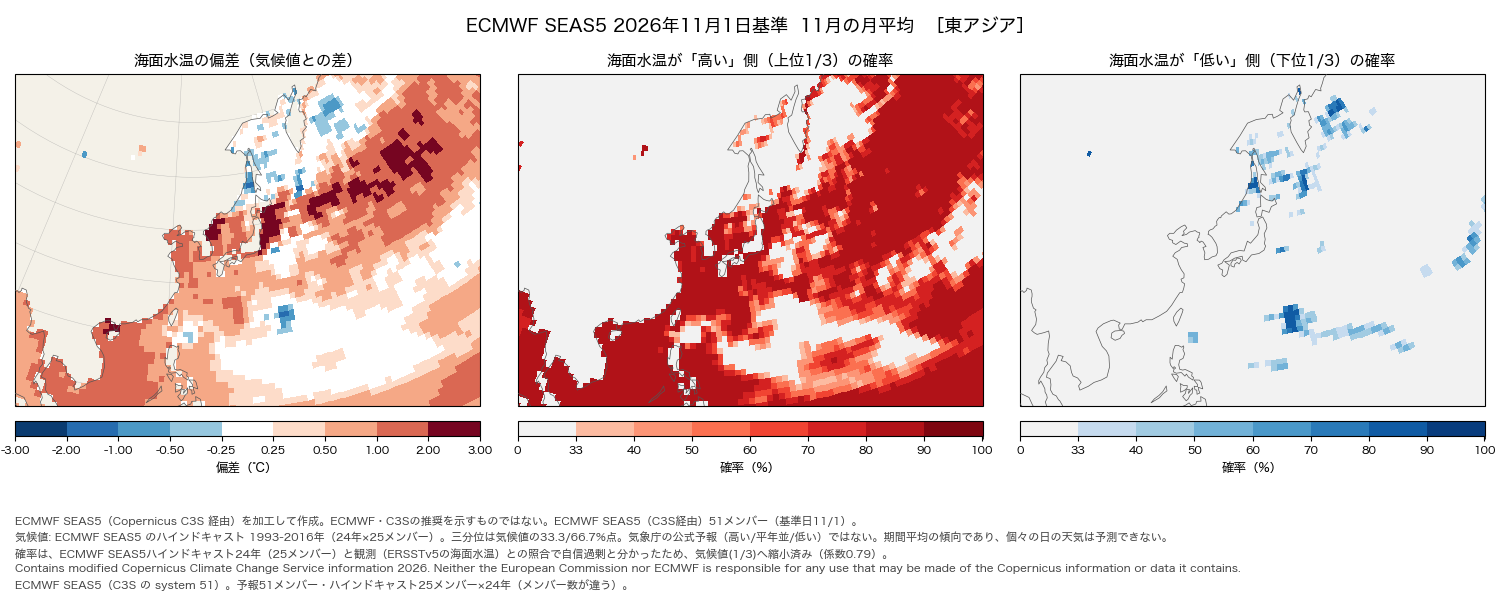 ECMWF SEAS5 2026年11月1日基準 11月の月平均 ［東アジア］
海面水温の偏差（気候値との差）
海面水温が「高い」側（上位1/3）の確率
海面水温が「低い」側（下位1/3）の確率
-3.00 -2.00 -1.00 -0.50 -0.25 0.25 0.50 1.00 2.00 3.00
偏差（℃）
0 33 40 50 60 70 80 90 100
確率（%）
0 33 40 50 60 70 80 90 100
確率（%）
ECMWF SEAS5（Copernicus C3S 経由）を加工して作成。ECMWF・C3Sの推奨を示すものではない。ECMWF SEAS5（C3S経由）51メンバー（基準日11/1）。
気候値: ECMWF SEAS5 のハインドキャスト 1993-2016年（24年×25メンバー）。三分位は気候値の33.3/66.7%点。気象庁の公式予報（高い/平年並/低い）ではない。期間平均の傾向であり、個々の日の天気は予測できない。
確率は、ECMWF SEAS5ハインドキャスト24年（25メンバー）と観測（ERSSTv5の海面水温）との照合で自信過剰と分かったため、気候値(1/3)へ縮小済み（係数0.79）。
Contains modified Copernicus Climate Change Service information 2026. Neither the European Commission nor ECMWF is responsible for any use that may be made of the Copernicus information or data it contains.
ECMWF SEAS5（C3S の system 51）。予報51メンバー・ハインドキャスト25メンバー×24年（メンバー数が違う）。